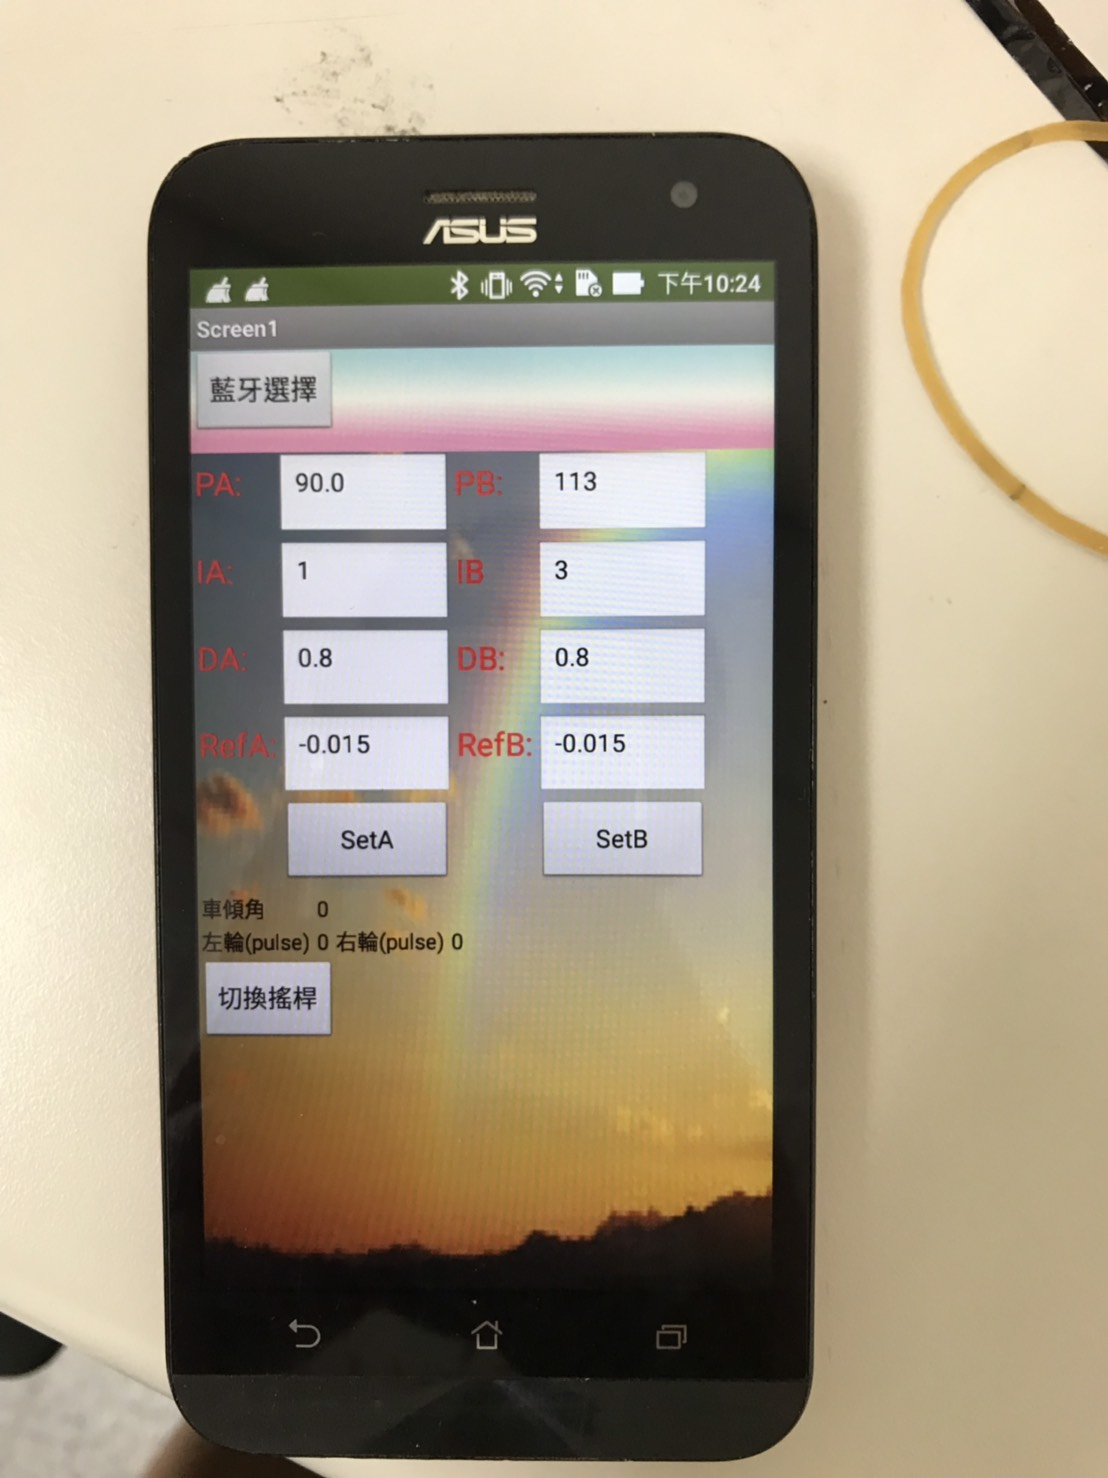 ASUS
下午10:24
Screen1
藍牙選擇
PA: 90.0 PB: 113
IA: 1 IB 3
DA: 0.8 DB: 0.8
RefA: -0.015 RefB: -0.015
SetA SetB
車傾角 0
左輪(pulse) 0 右輪(pulse) 0
切換搖桿